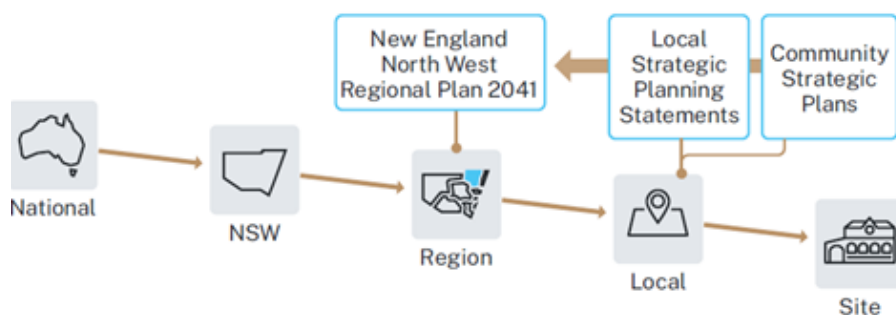 New England
North West
Regional Plan 2041
Local
Strategic
Planning
Statements
Community
Strategic
Plans
National
NSW
Region
Local
Site